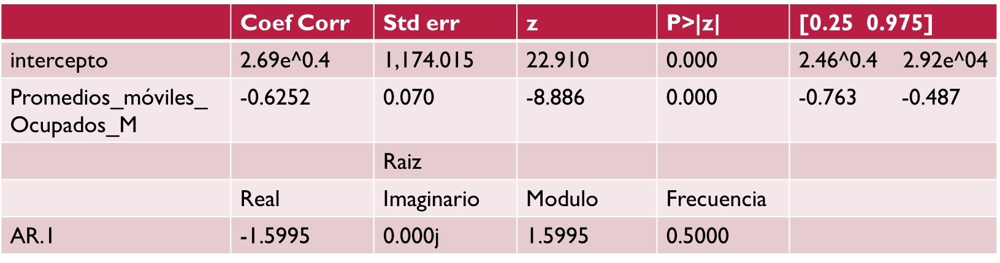 Coef Corr Std err z P>|z| [0.25 0.975]
intercepto 2.69e^0.4 1,174.015 22.910 0.000 2.46^0.4 2.92e^04
Promedios_móviles_ -0.6252 0.070 -8.886 0.000 -0.763 -0.487
Ocupados_M
Raiz
Real Imaginario Modulo Frecuencia
AR.1 -1.5995 0.000j 1.5995 0.5000